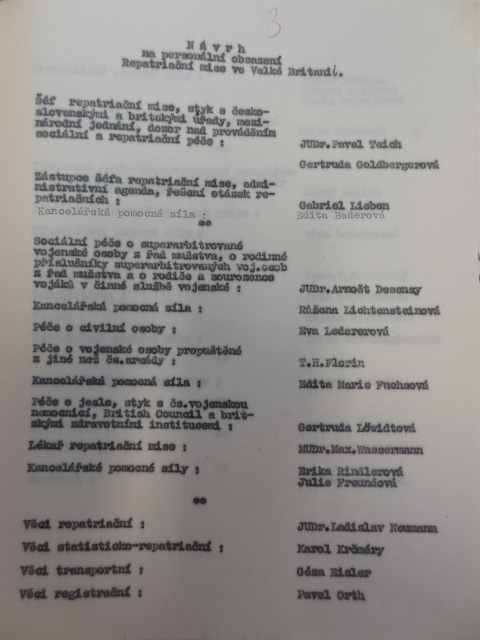 3
N á v r h
na personální obsazení
Repatriační mise ve Velké Britanii.
Šéf repatriační mise, styk s česko-
slovenskými a britskými úřady, mezi-
národní jednání, dozor nad prováděním
sociální a repatriační péče :
JUDr.Pavel Teich
Gertruda Goldbergerová
Zástupce šéfa repatriační mise, admi-
nistrativní agenda, řešení otázek re-
patriačních :
Gabriel Lieben
Kancelářská pomocná síla :
Edita Baderová
**
Sociální péče o superarbitrované
vojenské osoby z řad mužstva, o rodinné
příslušníky superarbitrovaných voj.osob
z řad mužstva a o rodiče a sourozence
vojáků v činné službě vojenské :
JUDr.Arnošt Desensy
Kancelářská pomocná síla :
Růžena Lichtensteinová
Péče o civilní osoby :
Eva Ledererová
Péče o vojenské osoby propuštěné
z jiné než čs.armády :
T.H.Florin
Kancelářská pomocná síla :
Edita Marie Fuchsová
Péče o jesle, styk s čs.vojenskou
nemocnicí, British Council a brit-
skými zdravotními institucemi :
Gertruda Löwidtová
Lékař repatriační mise :
MUDr.Max.Wassermann
Kancelářské pomocné síly :
Erika Rindlerová
Julie Freundová
**
Věci repatriační :
JUDr.Ladislav Neumann
Věci statisticko-repatriační :
Karol Krčméry
Věci transportní :
Géza Eisler
Věci registrační :
Pavel Orth